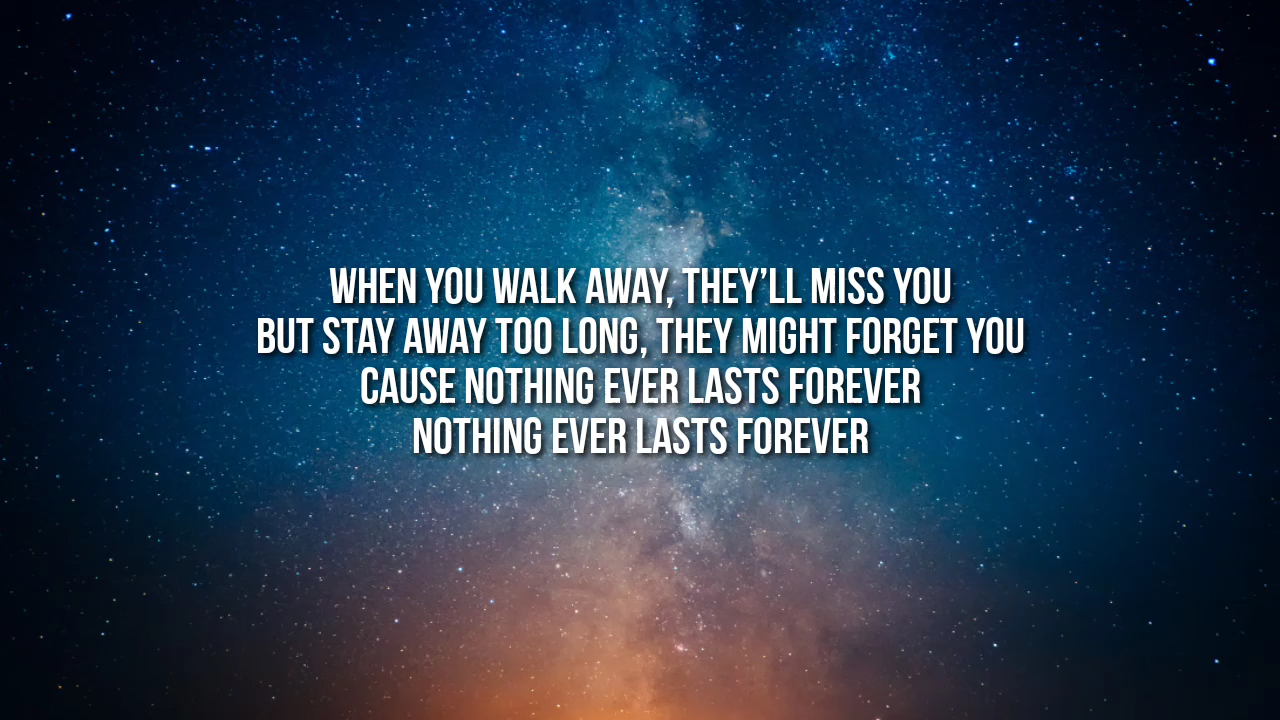 WHEN YOU WALK AWAY, THEY’LL MISS YOU
BUT STAY AWAY TOO LONG, THEY MIGHT FORGET YOU
CAUSE NOTHING EVER LASTS FOREVER
NOTHING EVER LASTS FOREVER